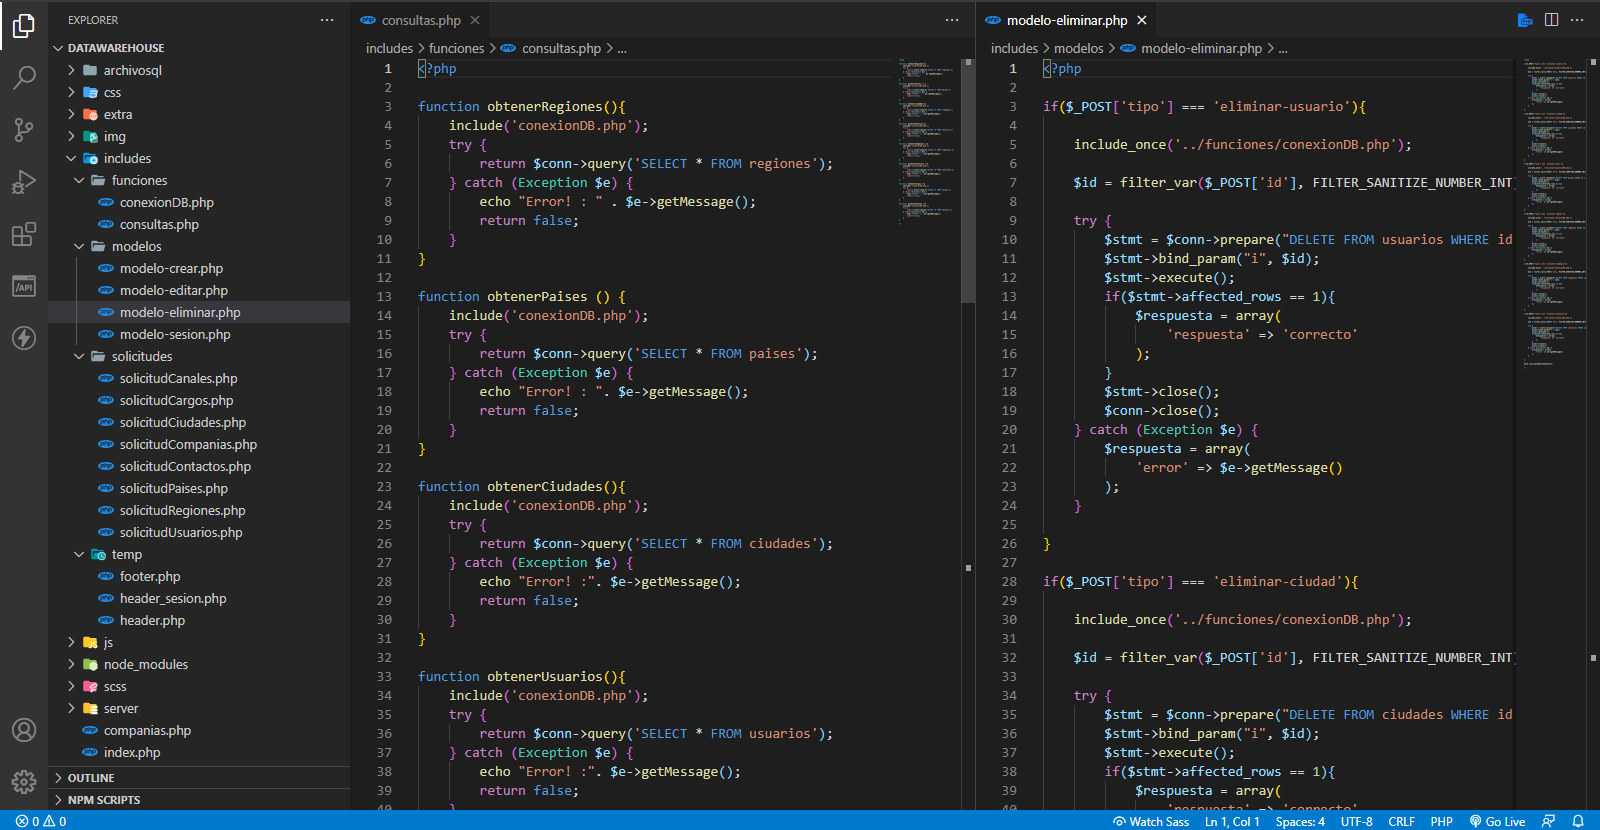 EXPLORER
DATAWAREHOUSE
archivosql
css
extra
img
includes
funciones
conexionDB.php
consultas.php
modelos
modelo-crear.php
modelo-editar.php
modelo-eliminar.php
modelo-sesion.php
solicitudes
solicitudCanales.php
solicitudCargos.php
solicitudCiudades.php
solicitudCompanias.php
solicitudContactos.php
solicitudPaises.php
solicitudRegiones.php
solicitudUsuarios.php
temp
footer.php
header_sesion.php
header.php
js
node_modules
scss
server
companias.php
index.php
OUTLINE
NPM SCRIPTS
consultas.php
includes > funciones > consultas.php > ...
1 <?php
2
3 function obtenerRegiones(){
4 include('conexionDB.php');
5 try {
6 return $conn->query('SELECT * FROM regiones');
7 } catch (Exception $e) {
8 echo "Error! : " . $e->getMessage();
9 return false;
10 }
11 }
12
13 function obtenerPaises () {
14 include('conexionDB.php');
15 try {
16 return $conn->query('SELECT * FROM paises');
17 } catch (Exception $e) {
18 echo "Error! : ". $e->getMessage();
19 return false;
20 }
21 }
22
23 function obtenerCiudades(){
24 include('conexionDB.php');
25 try {
26 return $conn->query('SELECT * FROM ciudades');
27 } catch (Exception $e) {
28 echo "Error! :". $e->getMessage();
29 return false;
30 }
31 }
32
33 function obtenerUsuarios(){
34 include('conexionDB.php');
35 try {
36 return $conn->query('SELECT * FROM usuarios');
37 } catch (Exception $e) {
38 echo "Error! :". $e->getMessage();
39 return false;
40 }
modelo-eliminar.php
includes > modelos > modelo-eliminar.php > ...
1 <?php
2
3 if($_POST['tipo'] === 'eliminar-usuario'){
4
5 include_once('../funciones/conexionDB.php');
6
7 $id = filter_var($_POST['id'], FILTER_SANITIZE_NUMBER_INT)
8
9 try {
10 $stmt = $conn->prepare("DELETE FROM usuarios WHERE id
11 $stmt->bind_param("i", $id);
12 $stmt->execute();
13 if($stmt->affected_rows == 1){
14 $respuesta = array(
15 'respuesta' => 'correcto'
16 );
17 }
18 $stmt->close();
19 $conn->close();
20 } catch (Exception $e) {
21 $respuesta = array(
22 'error' => $e->getMessage()
23 );
24 }
25
26 }
27
28 if($_POST['tipo'] === 'eliminar-ciudad'){
29
30 include_once('../funciones/conexionDB.php');
31
32 $id = filter_var($_POST['id'], FILTER_SANITIZE_NUMBER_INT)
33
34 try {
35 $stmt = $conn->prepare("DELETE FROM ciudades WHERE id
36 $stmt->bind_param("i", $id);
37 $stmt->execute();
38 if($stmt->affected_rows == 1){
39 $respuesta = array(
40 'respuesta' => 'correcto'
0 0 Watch Sass Ln 1, Col 1 Spaces: 4 UTF-8 CRLF PHP Go Live